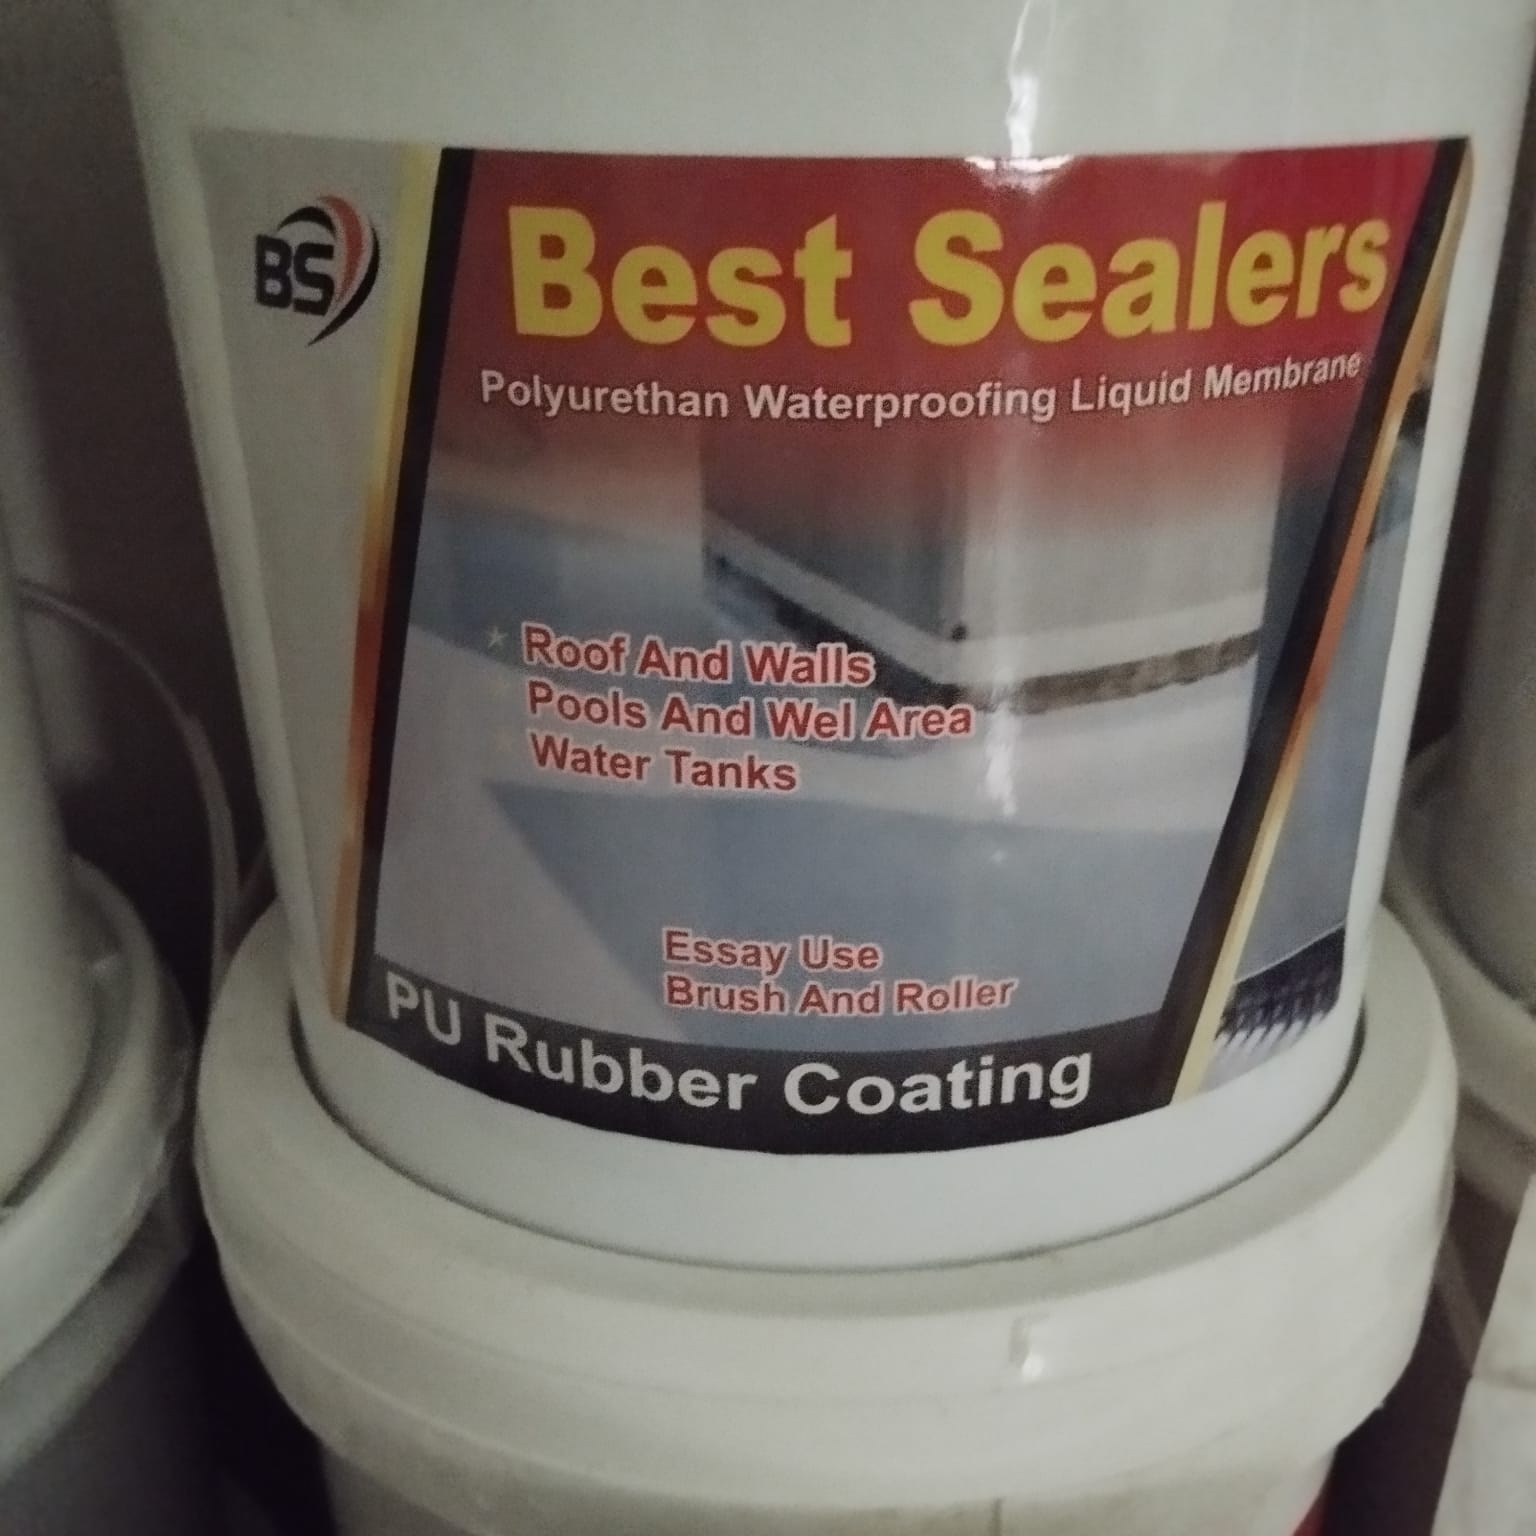 BS
Best Sealers
Polyurethan Waterproofing Liquid Membrane
Roof And Walls
Pools And Wel Area
Water Tanks
Essay Use
Brush And Roller
PU Rubber Coating